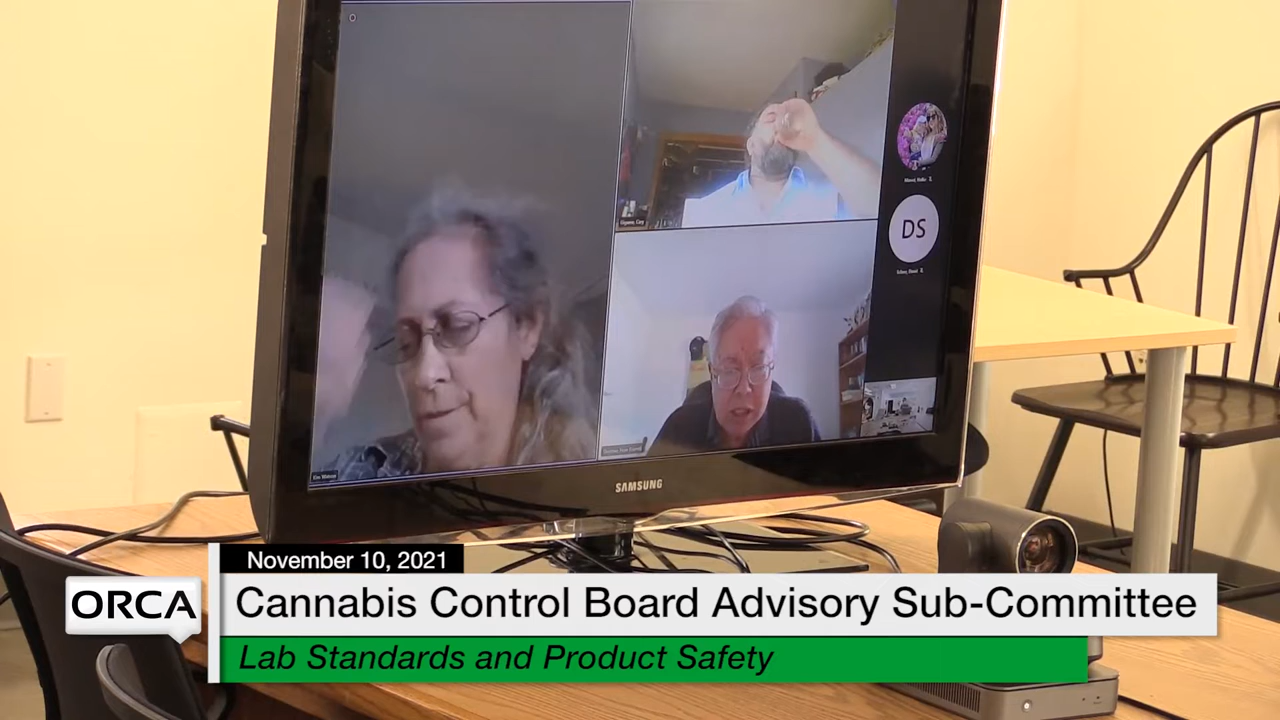 DS
SAMSUNG
November 10, 2021
ORCA
Cannabis Control Board Advisory Sub-Committee
Lab Standards and Product Safety